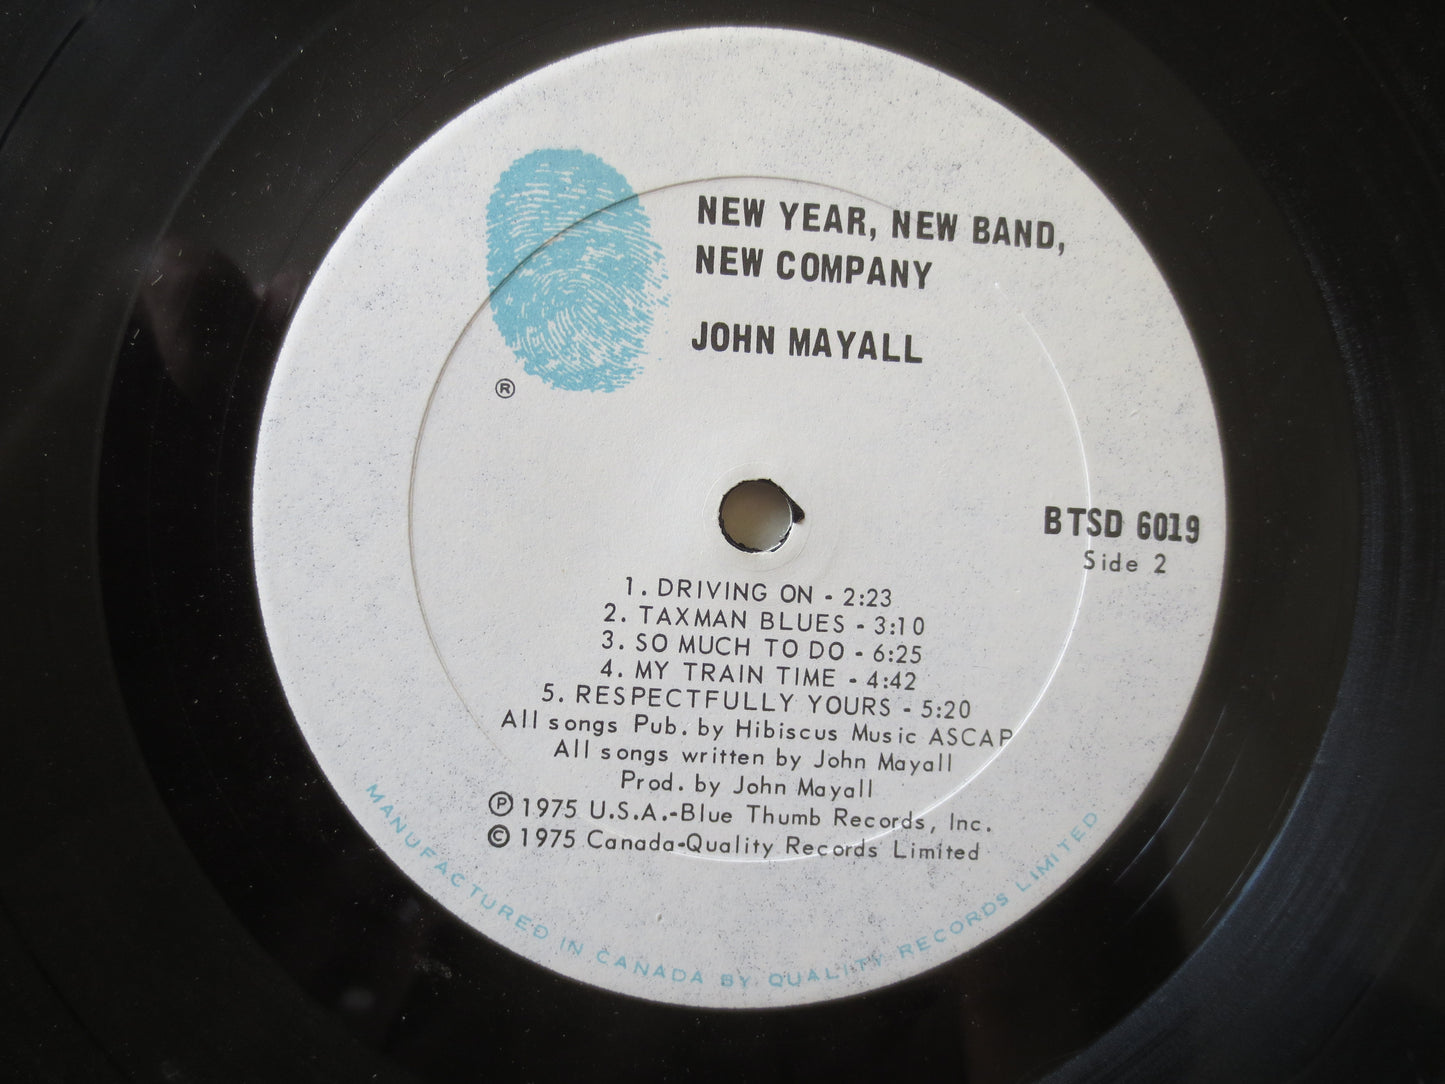 NEW YEAR, NEW BAND,
NEW COMPANY
JOHN MAYALL
®
BTSD 6019
Side 2
1. DRIVING ON - 2:23
2. TAXMAN BLUES - 3:10
3. SO MUCH TO DO - 6:25
4. MY TRAIN TIME - 4:42
5. RESPECTFULLY YOURS - 5:20
All songs Pub. by Hibiscus Music ASCAP
All songs written by John Mayall
Prod. by John Mayall
℗ 1975 U.S.A.-Blue Thumb Records, Inc.
© 1975 Canada-Quality Records Limited
MANUFACTURED IN CANADA BY QUALITY RECORDS LIMITED